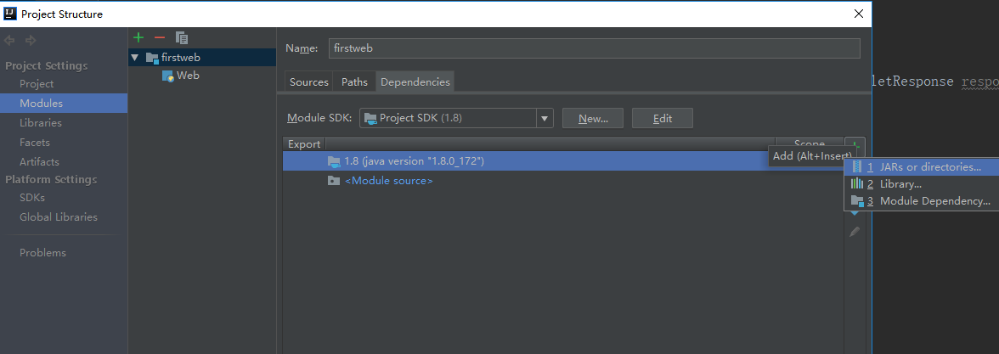 Project Structure
Project Settings
Project
Modules
Libraries
Facets
Artifacts
Platform Settings
SDKs
Global Libraries
Problems
firstweb
Web
Name: firstweb
Sources Paths Dependencies
Module SDK: Project SDK (1.8) New... Edit
Export Scope
1.8 (java version "1.8.0_172")
<Module source>
Add (Alt+Insert)
1 JARs or directories...
2 Library...
3 Module Dependency...
letResponse respo